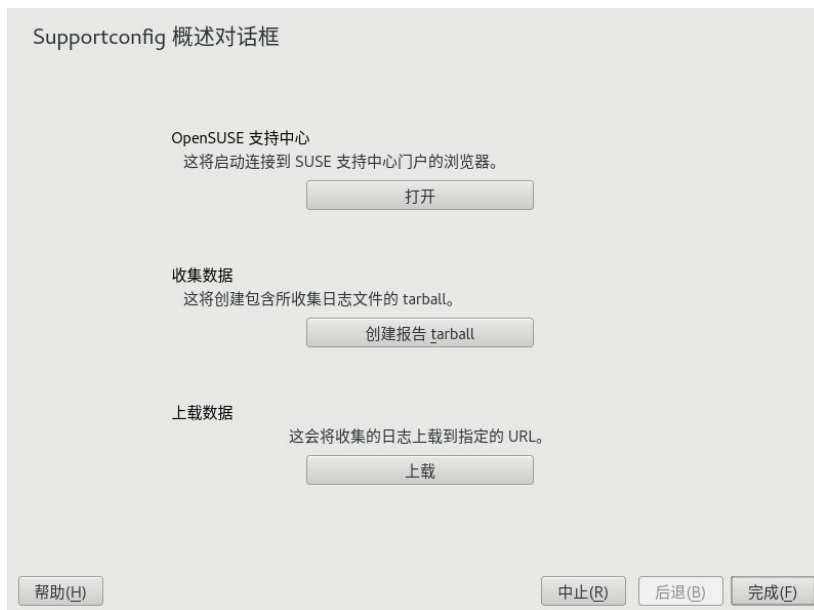 Supportconfig 概述对话框
OpenSUSE 支持中心
这将启动连接到 SUSE 支持中心门户的浏览器。
打开
收集数据
这将创建包含所收集日志文件的 tarball。
创建报告 tarball
上载数据
这会将收集的日志上载到指定的 URL。
上载
帮助(H) 中止(R) 后退(B) 完成(F)